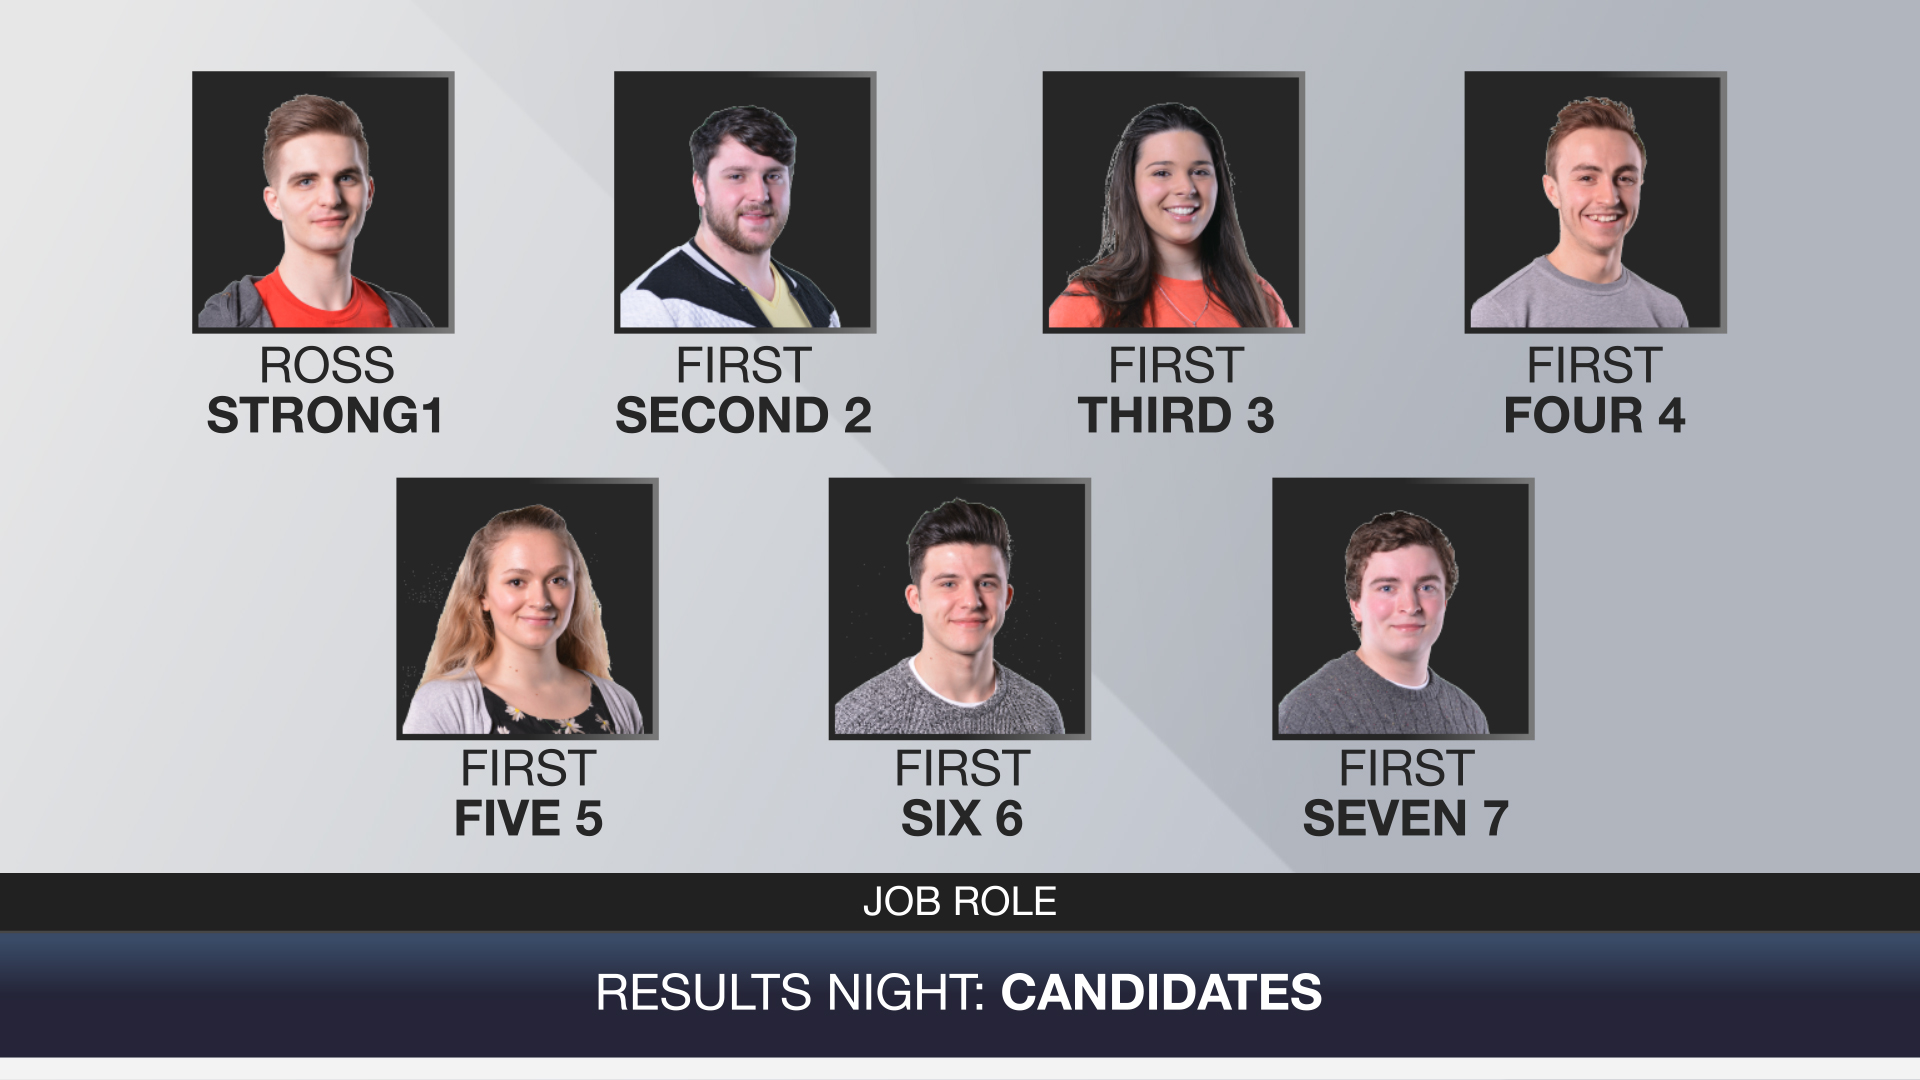 ROSS
STRONG1
FIRST
SECOND 2
FIRST
THIRD 3
FIRST
FOUR 4
FIRST
FIVE 5
FIRST
SIX 6
FIRST
SEVEN 7
JOB ROLE
RESULTS NIGHT: CANDIDATES